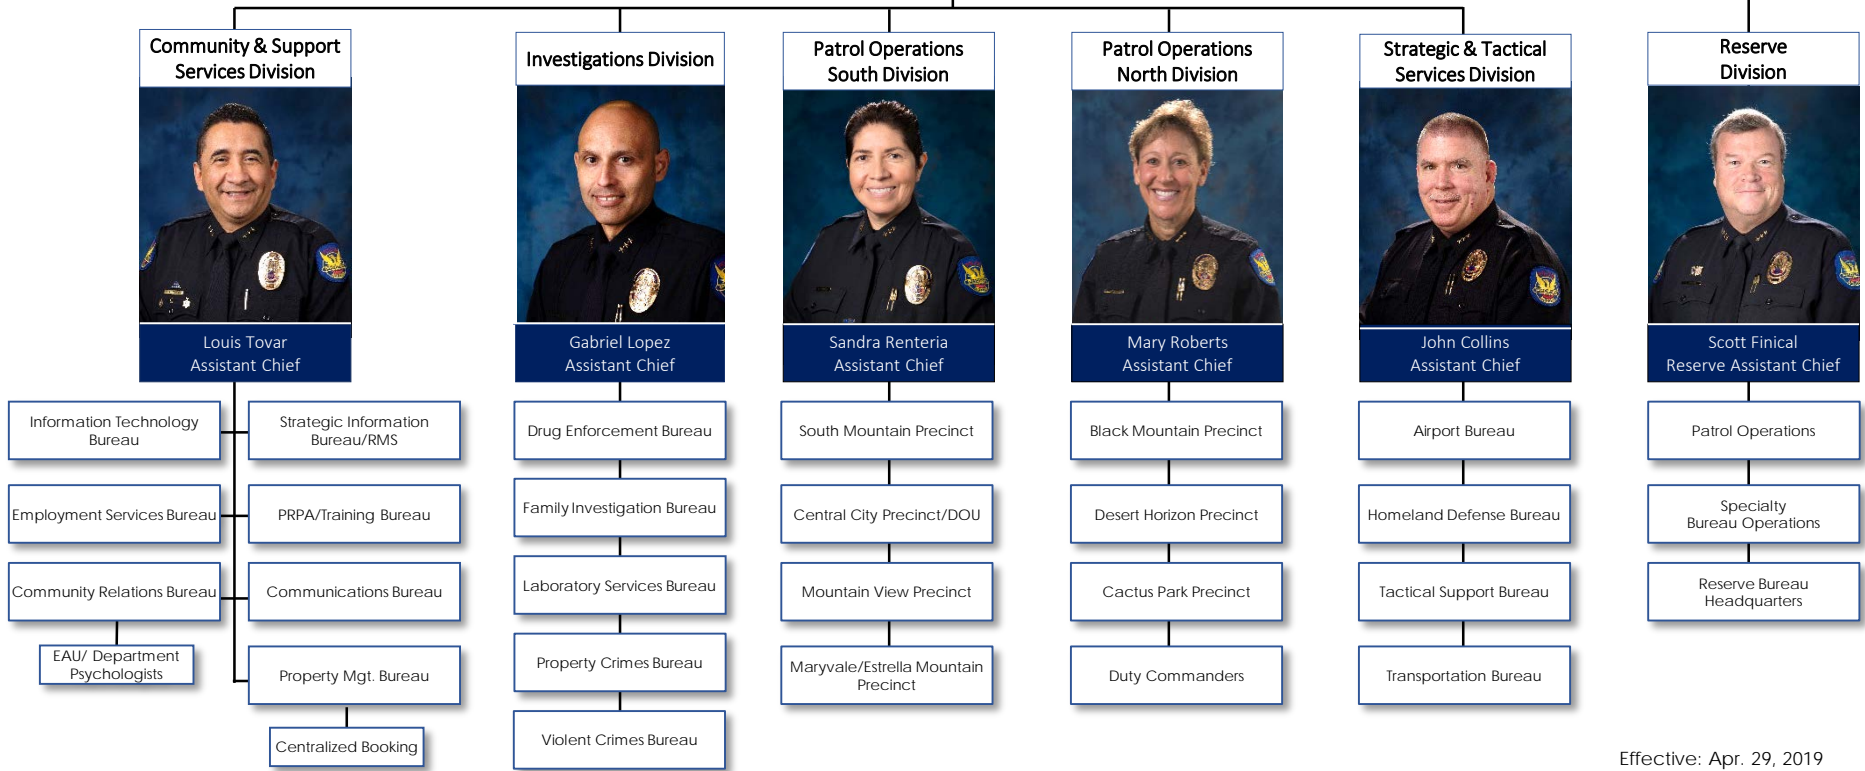 Community & Support
Services Division
Investigations Division
Patrol Operations
South Division
Patrol Operations
North Division
Strategic & Tactical
Services Division
Reserve
Division
Louis Tovar
Assistant Chief
Gabriel Lopez
Assistant Chief
Sandra Renteria
Assistant Chief
Mary Roberts
Assistant Chief
John Collins
Assistant Chief
Scott Finical
Reserve Assistant Chief
Information Technology
Bureau
Strategic Information
Bureau/RMS
Employment Services Bureau
PRPA/Training Bureau
Community Relations Bureau
Communications Bureau
EAU/ Department
Psychologists
Property Mgt. Bureau
Centralized Booking
Drug Enforcement Bureau
Family Investigation Bureau
Laboratory Services Bureau
Property Crimes Bureau
Violent Crimes Bureau
South Mountain Precinct
Central City Precinct/DOU
Mountain View Precinct
Maryvale/Estrella Mountain
Precinct
Black Mountain Precinct
Desert Horizon Precinct
Cactus Park Precinct
Duty Commanders
Airport Bureau
Homeland Defense Bureau
Tactical Support Bureau
Transportation Bureau
Patrol Operations
Specialty
Bureau Operations
Reserve Bureau
Headquarters
Effective: Apr. 29, 2019